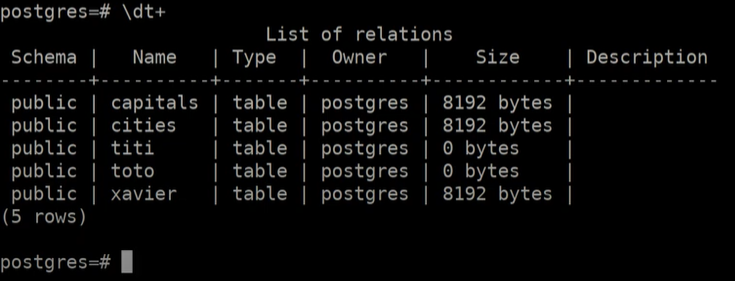 postgres=# \dt+
List of relations
Schema | Name | Type | Owner | Size | Description
--------+----------+-------+----------+------------+-------------
public | capitals | table | postgres | 8192 bytes |
public | cities | table | postgres | 8192 bytes |
public | titi | table | postgres | 0 bytes |
public | toto | table | postgres | 0 bytes |
public | xavier | table | postgres | 8192 bytes |
(5 rows)
postgres=#